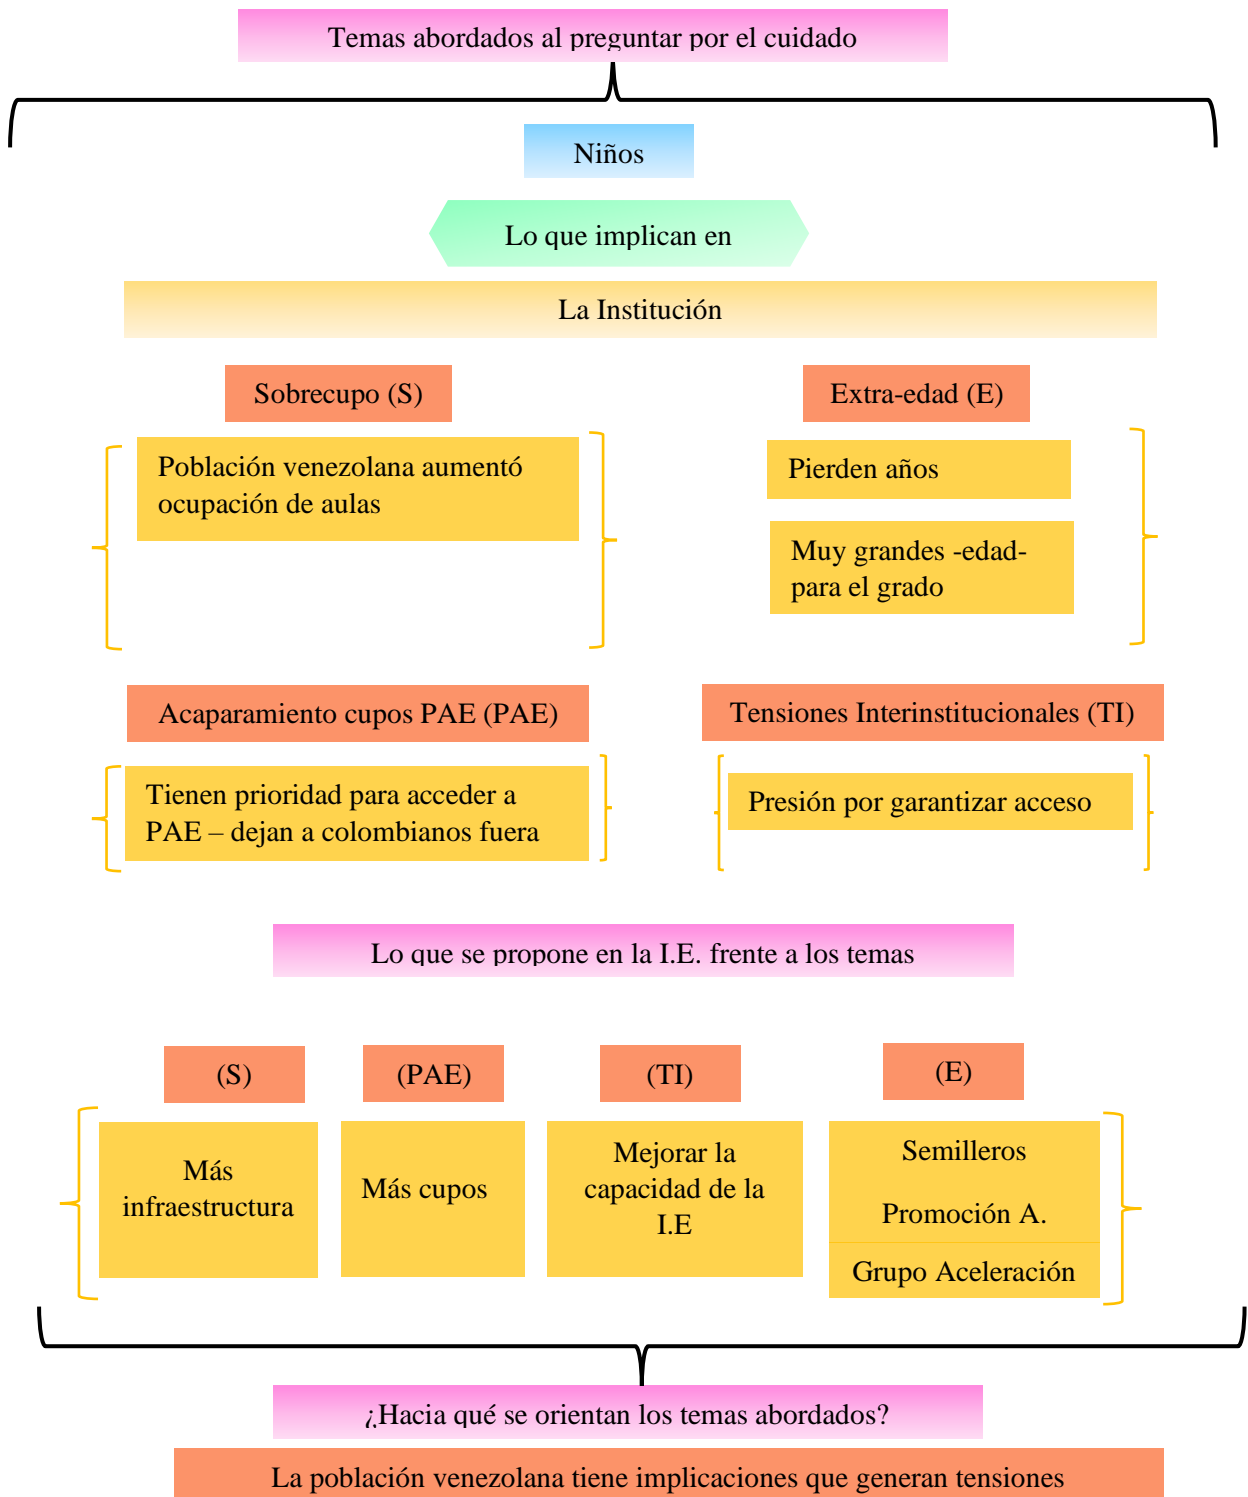 Temas abordados al preguntar por el cuidado
Niños
Lo que implican en
La Institución
Sobrecupo (S)
Extra-edad (E)
Población venezolana aumentó
ocupación de aulas
Pierden años
Muy grandes -edad-
para el grado
Acaparamiento cupos PAE (PAE)
Tensiones Interinstitucionales (TI)
Tienen prioridad para acceder a
PAE – dejan a colombianos fuera
Presión por garantizar acceso
Lo que se propone en la I.E. frente a los temas
(S)
(PAE)
(TI)
(E)
Más
infraestructura
Más cupos
Mejorar la
capacidad de la
I.E
Semilleros
Promoción A.
Grupo Aceleración
¿Hacia qué se orientan los temas abordados?
La población venezolana tiene implicaciones que generan tensiones